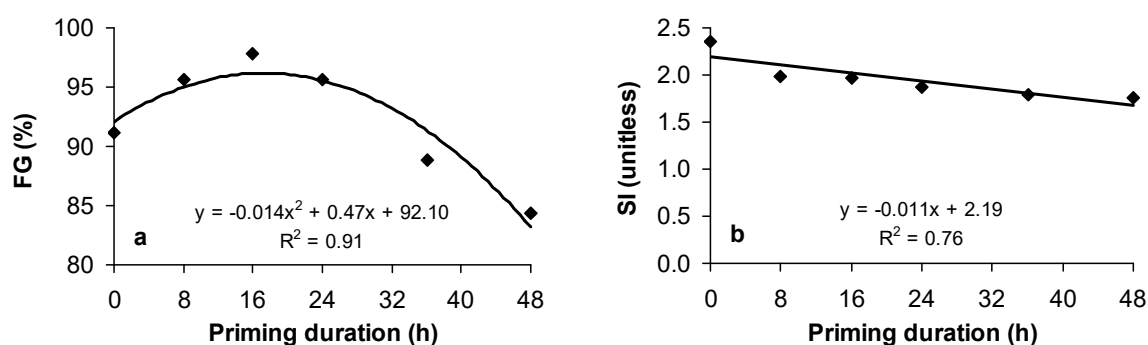 100
95
90
85
80
FG (%)
y = -0.014x² + 0.47x + 92.10
R² = 0.91
a
0 8 16 24 32 40 48
Priming duration (h)
2.5
2.0
1.5
1.0
0.5
0.0
SI (unitless)
y = -0.011x + 2.19
R² = 0.76
b
0 8 16 24 32 40 48
Priming duration (h)